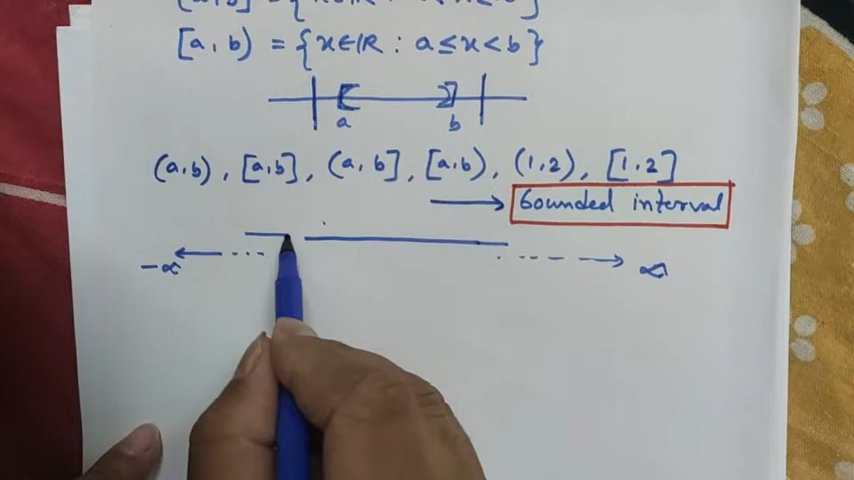 [a, b) = {x∈ℝ : a≤x<b}
a b
(a,b), [a,b], (a,b], [a,b), (1,2), [1,2]
bounded interval
-∞ ∞